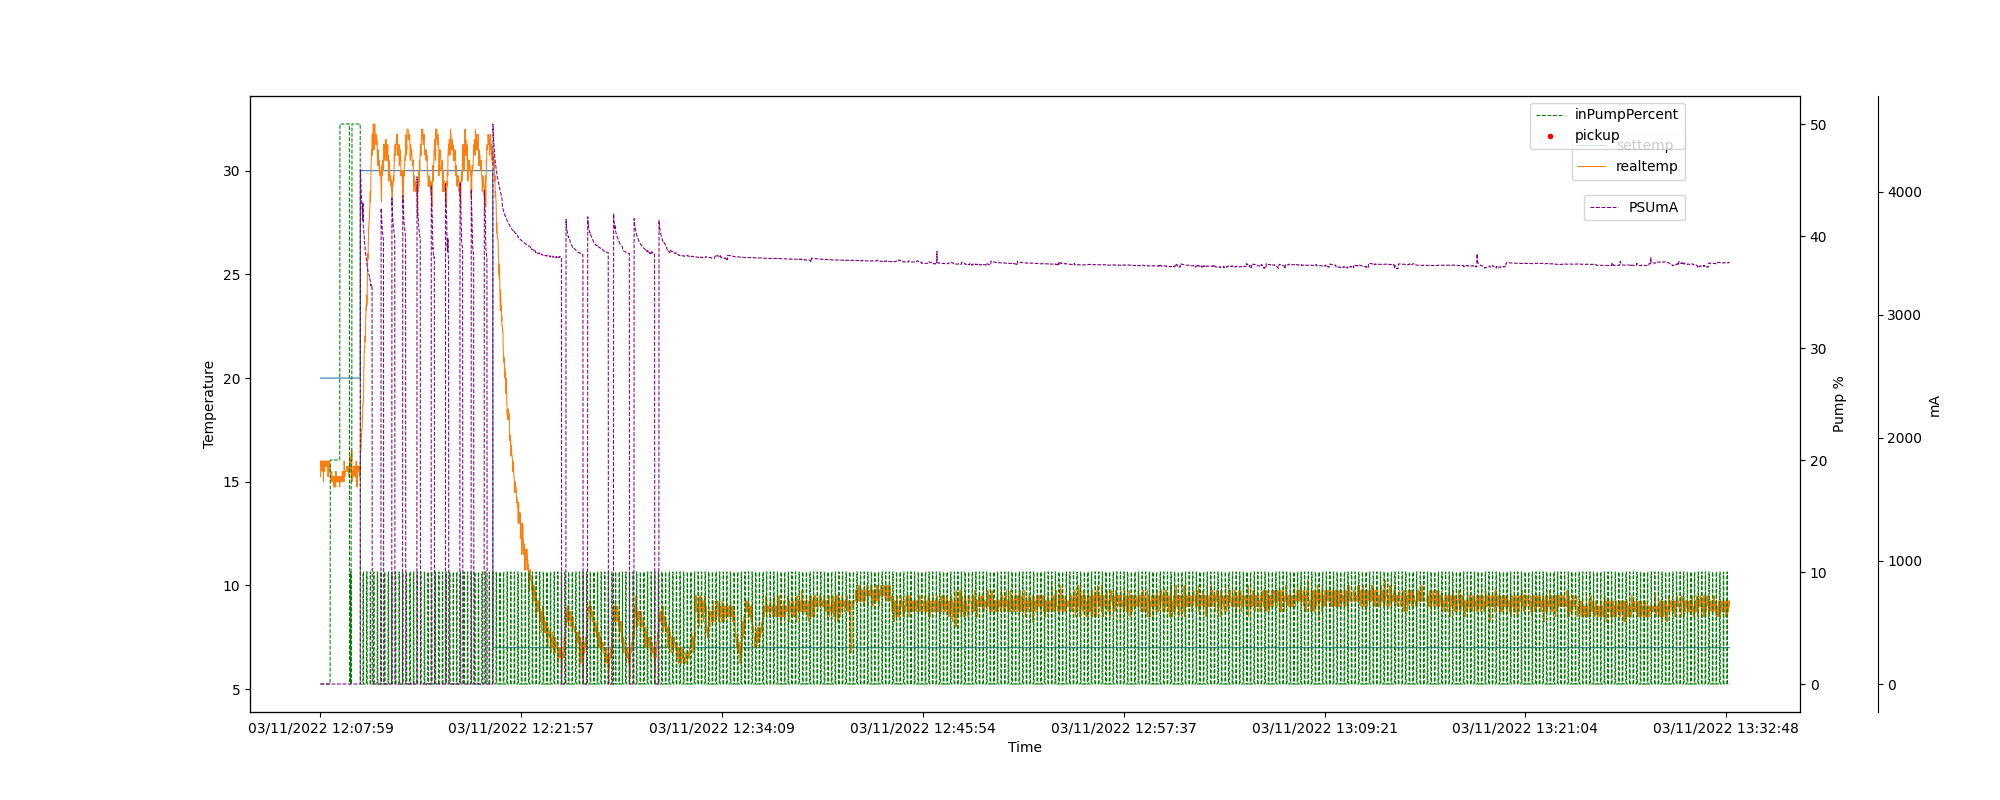 inPumpPercent
pickup
settemp
realtemp
PSUmA
Temperature
30
25
20
15
10
5
50
40
30
20
10
0
Pump %
4000
3000
2000
1000
0
mA
03/11/2022 12:07:59
03/11/2022 12:21:57
03/11/2022 12:34:09
03/11/2022 12:45:54
03/11/2022 12:57:37
03/11/2022 13:09:21
03/11/2022 13:21:04
03/11/2022 13:32:48
Time